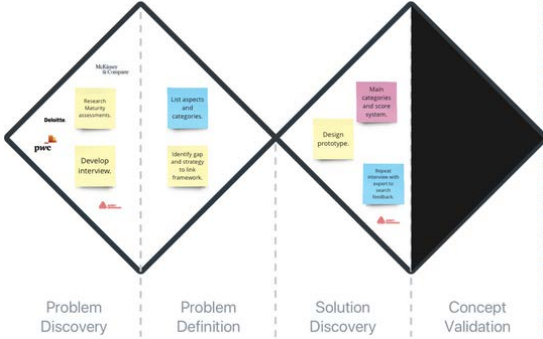 McKinsey
& Company
Research
Maturity
assessments.
Deloitte.
pwc
Develop
interview.
List aspects
and
categories.
Identify gap
and strategy
to link
framework.
Main
categories
and score
system.
Design
prototype.
Repeat
interview with
expert to
search
feedback.
Problem
Discovery
Problem
Definition
Solution
Discovery
Concept
Validation